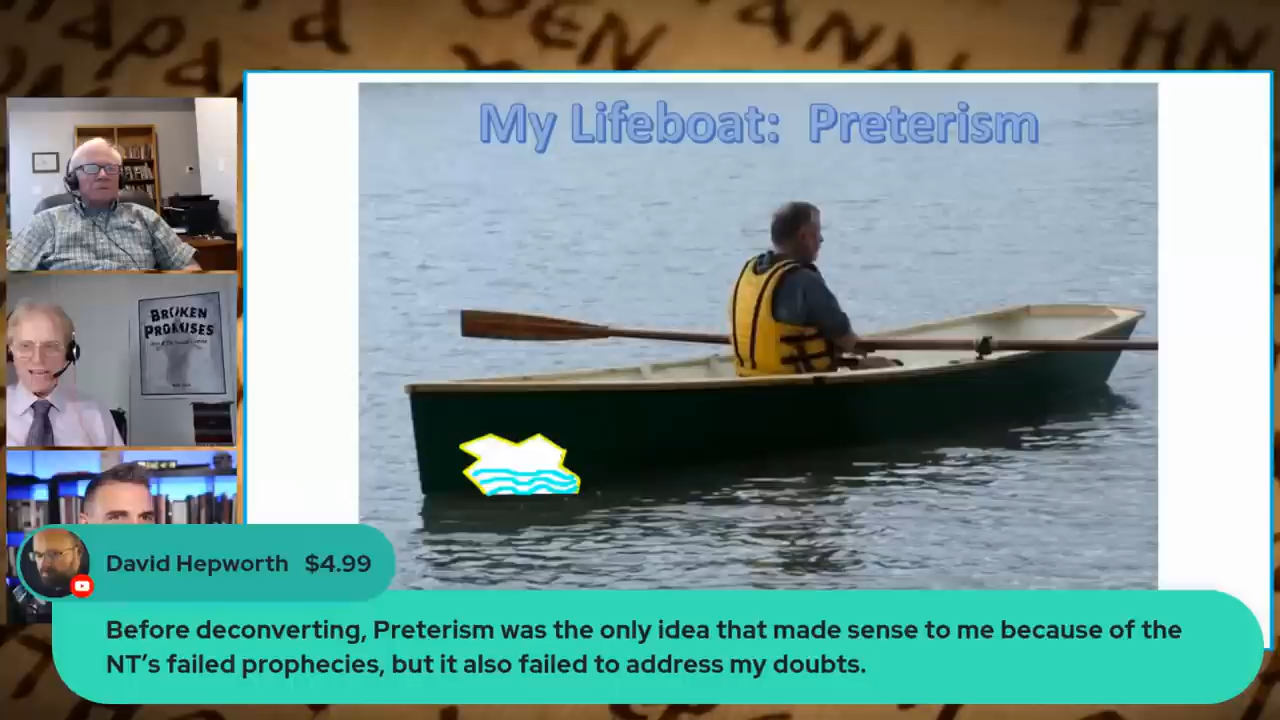 My Lifeboat: Preterism
BROKEN
PROMISES
David Hepworth $4.99
Before deconverting, Preterism was the only idea that made sense to me because of the
NT’s failed prophecies, but it also failed to address my doubts.